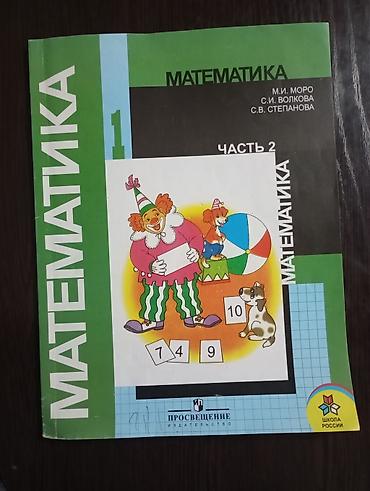 МАТЕМАТИКА
МАТЕМАТИКА
М.И. МОРО
С.И. ВОЛКОВА
С.В. СТЕПАНОВА
1
ЧАСТЬ 2
МАТЕМАТИКА
10
7 4 9
ПРОСВЕЩЕНИЕ
ИЗДАТЕЛЬСТВО
ШКОЛА
РОССИИ